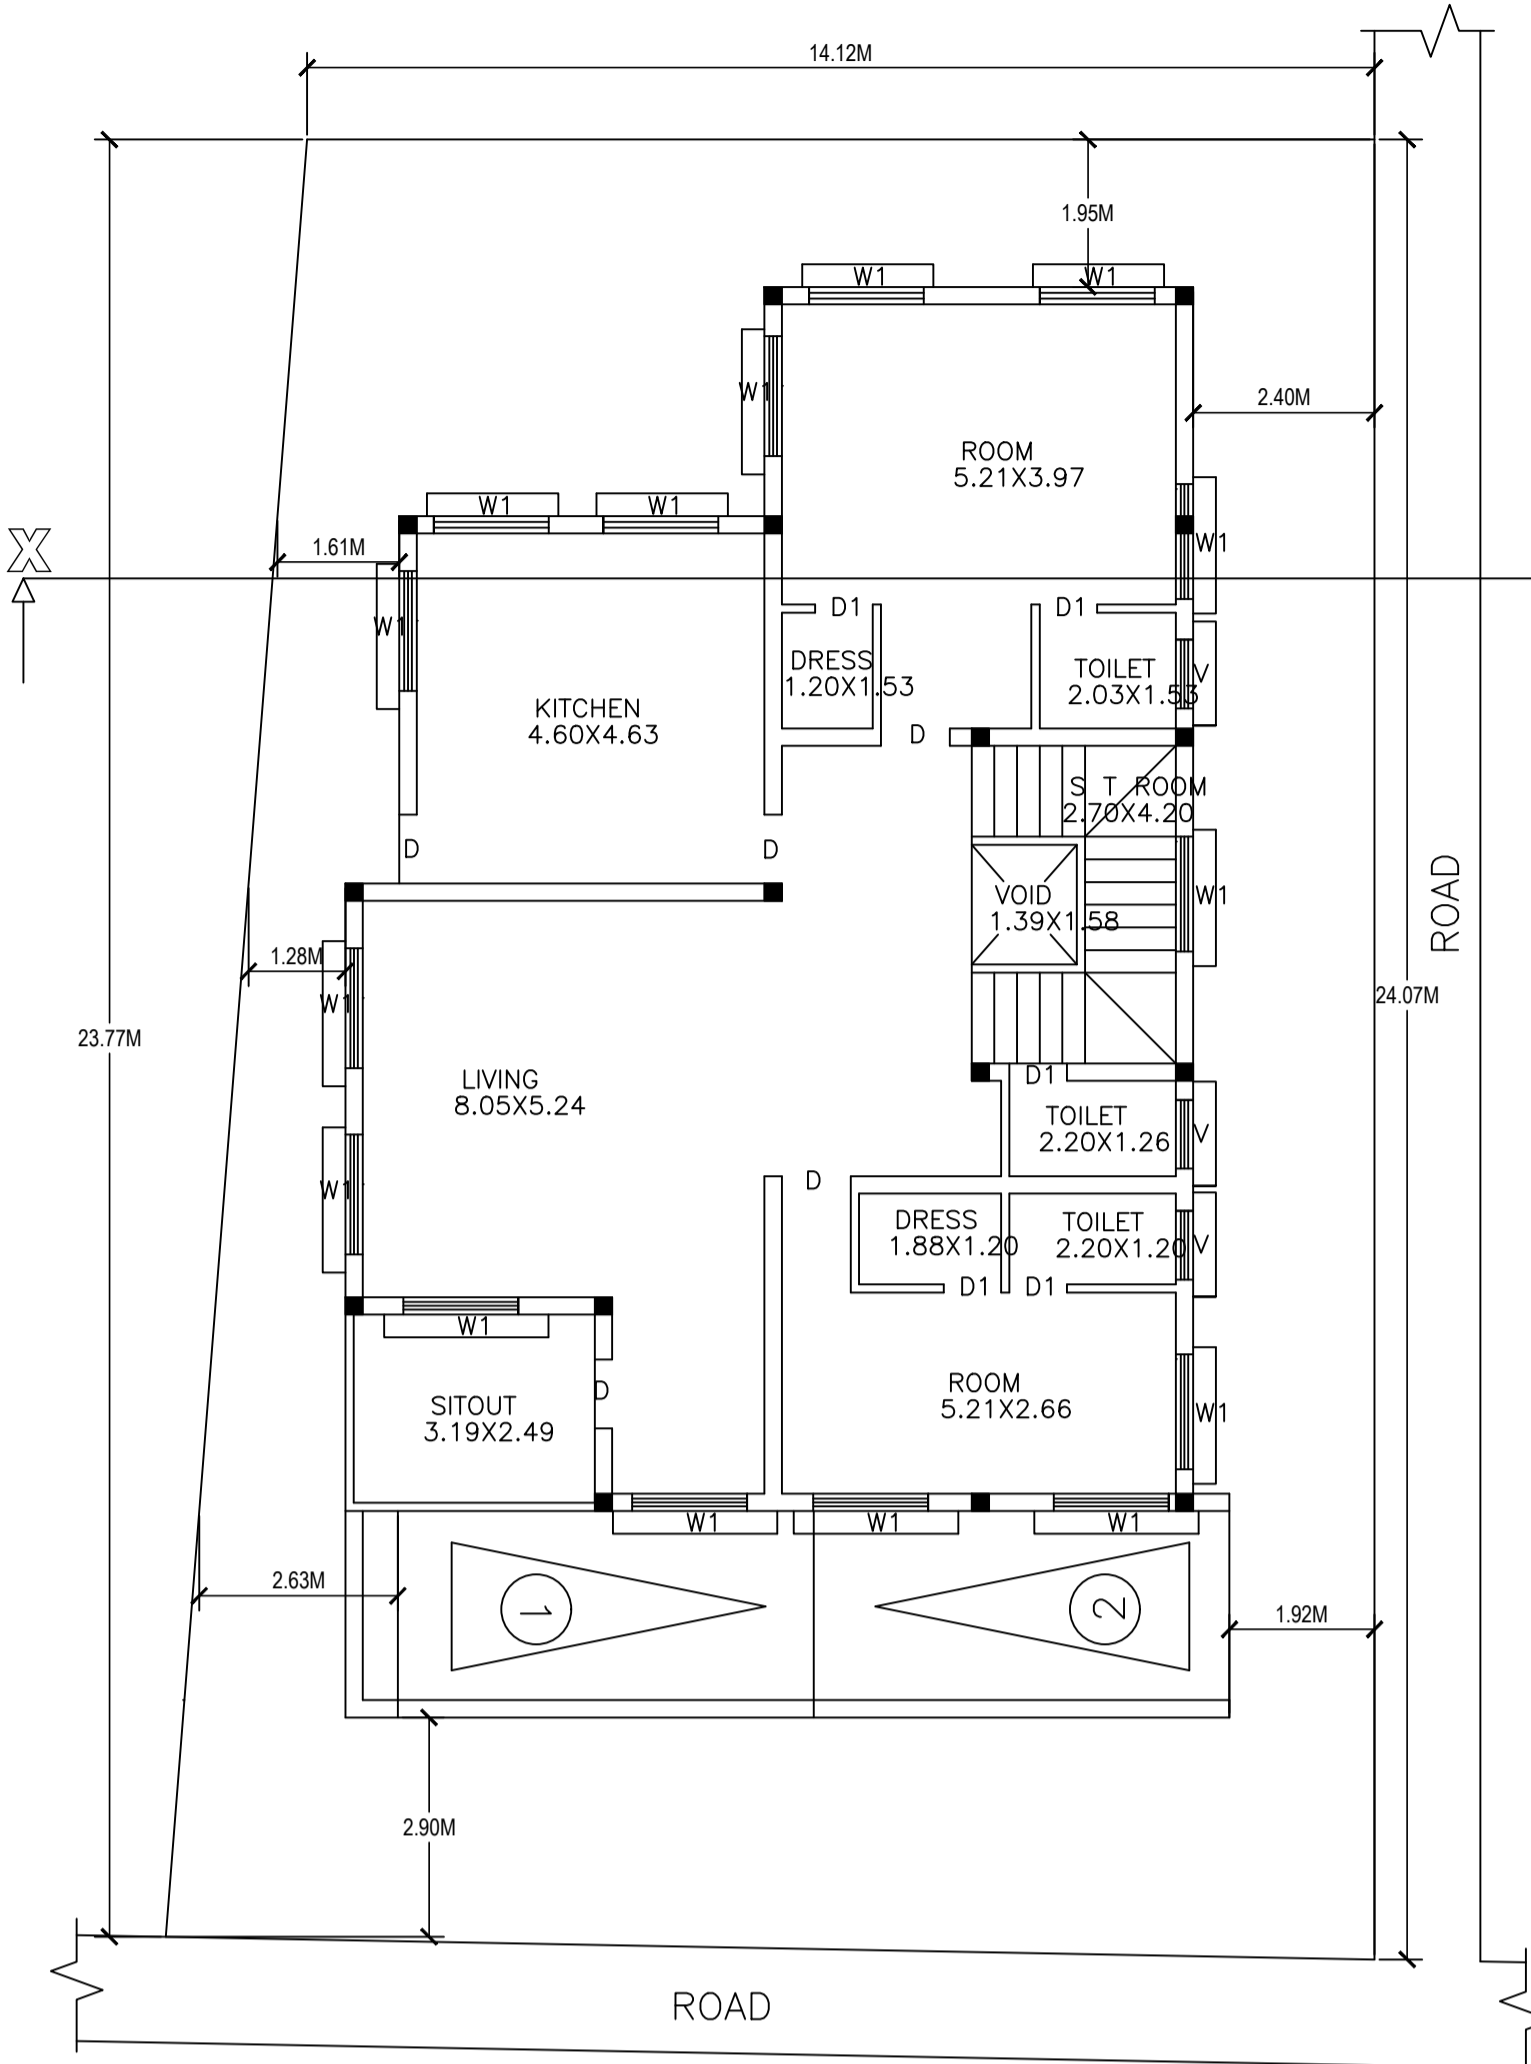 14.12M
1.95M
W1
W1
W1
2.40M
ROOM
5.21X3.97
W1
W1
X
1.61M
W1
W1
D1
D1
DRESS
1.20X1.53
TOILET
2.03X1.53
V
KITCHEN
4.60X4.63
D
S T ROOM
2.70X4.20
D
D
VOID
1.39X1.58
W1
ROAD
1.28M
W1
24.07M
23.77M
LIVING
8.05X5.24
D1
TOILET
2.20X1.26
V
W1
D
DRESS
1.88X1.20
TOILET
2.20X1.20
V
D1
D1
W1
ROOM
5.21X2.66
D
SITOUT
3.19X2.49
W1
W1
W1
W1
2.63M
1
2
1.92M
2.90M
ROAD